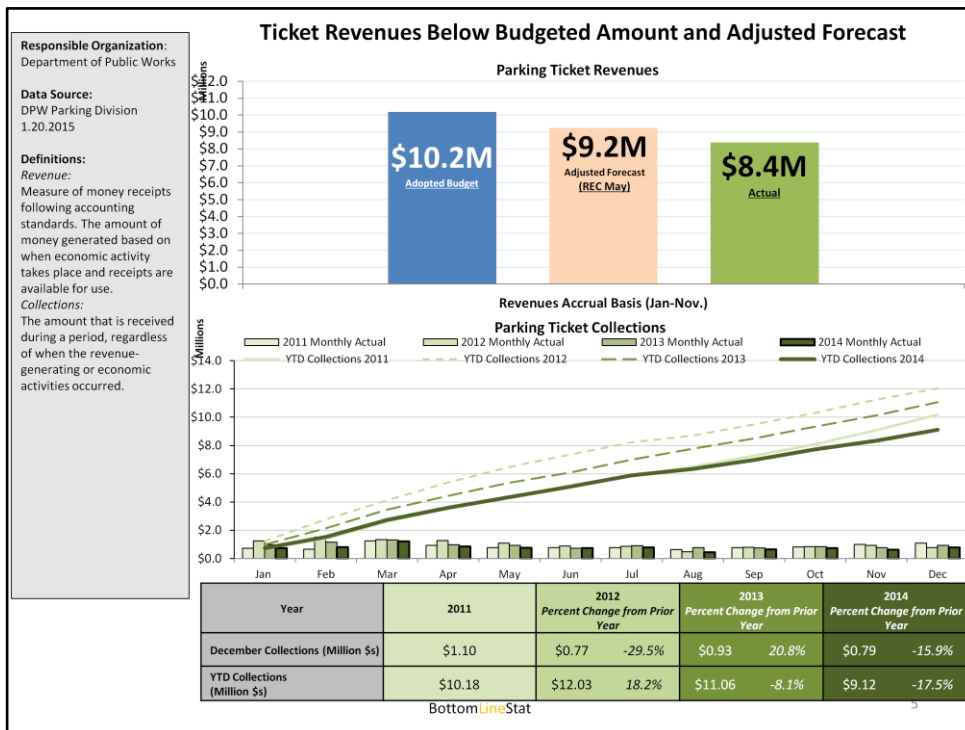 Ticket Revenues Below Budgeted Amount and Adjusted Forecast
Responsible Organization:
Department of Public Works
Data Source:
DPW Parking Division
1.20.2015
Definitions:
Revenue:
Measure of money receipts
following accounting
standards. The amount of
money generated based on
when economic activity
takes place and receipts are
available for use.
Collections:
The amount that is received
during a period, regardless
of when the revenue-
generating or economic
activities occurred.
Parking Ticket Revenues
Millions
$12.0
$11.0
$10.0
$9.0
$8.0
$7.0
$6.0
$5.0
$4.0
$3.0
$2.0
$1.0
$0.0
$10.2M
Adopted Budget
$9.2M
Adjusted Forecast
(REC May)
$8.4M
Actual
Revenues Accrual Basis (Jan-Nov.)
Parking Ticket Collections
Millions
2011 Monthly Actual 2012 Monthly Actual 2013 Monthly Actual 2014 Monthly Actual
YTD Collections 2011 YTD Collections 2012 YTD Collections 2013 YTD Collections 2014
$14.0
$12.0
$10.0
$8.0
$6.0
$4.0
$2.0
$0.0
Jan Feb Mar Apr May Jun Jul Aug Sep Oct Nov Dec
Year 2011 2012 Percent Change from Prior Year 2013 Percent Change from Prior Year 2014 Percent Change from Prior Year
December Collections (Million $s) $1.10 $0.77 -29.5% $0.93 20.8% $0.79 -15.9%
YTD Collections (Million $s) $10.18 $12.03 18.2% $11.06 -8.1% $9.12 -17.5%
BottomLineStat
5